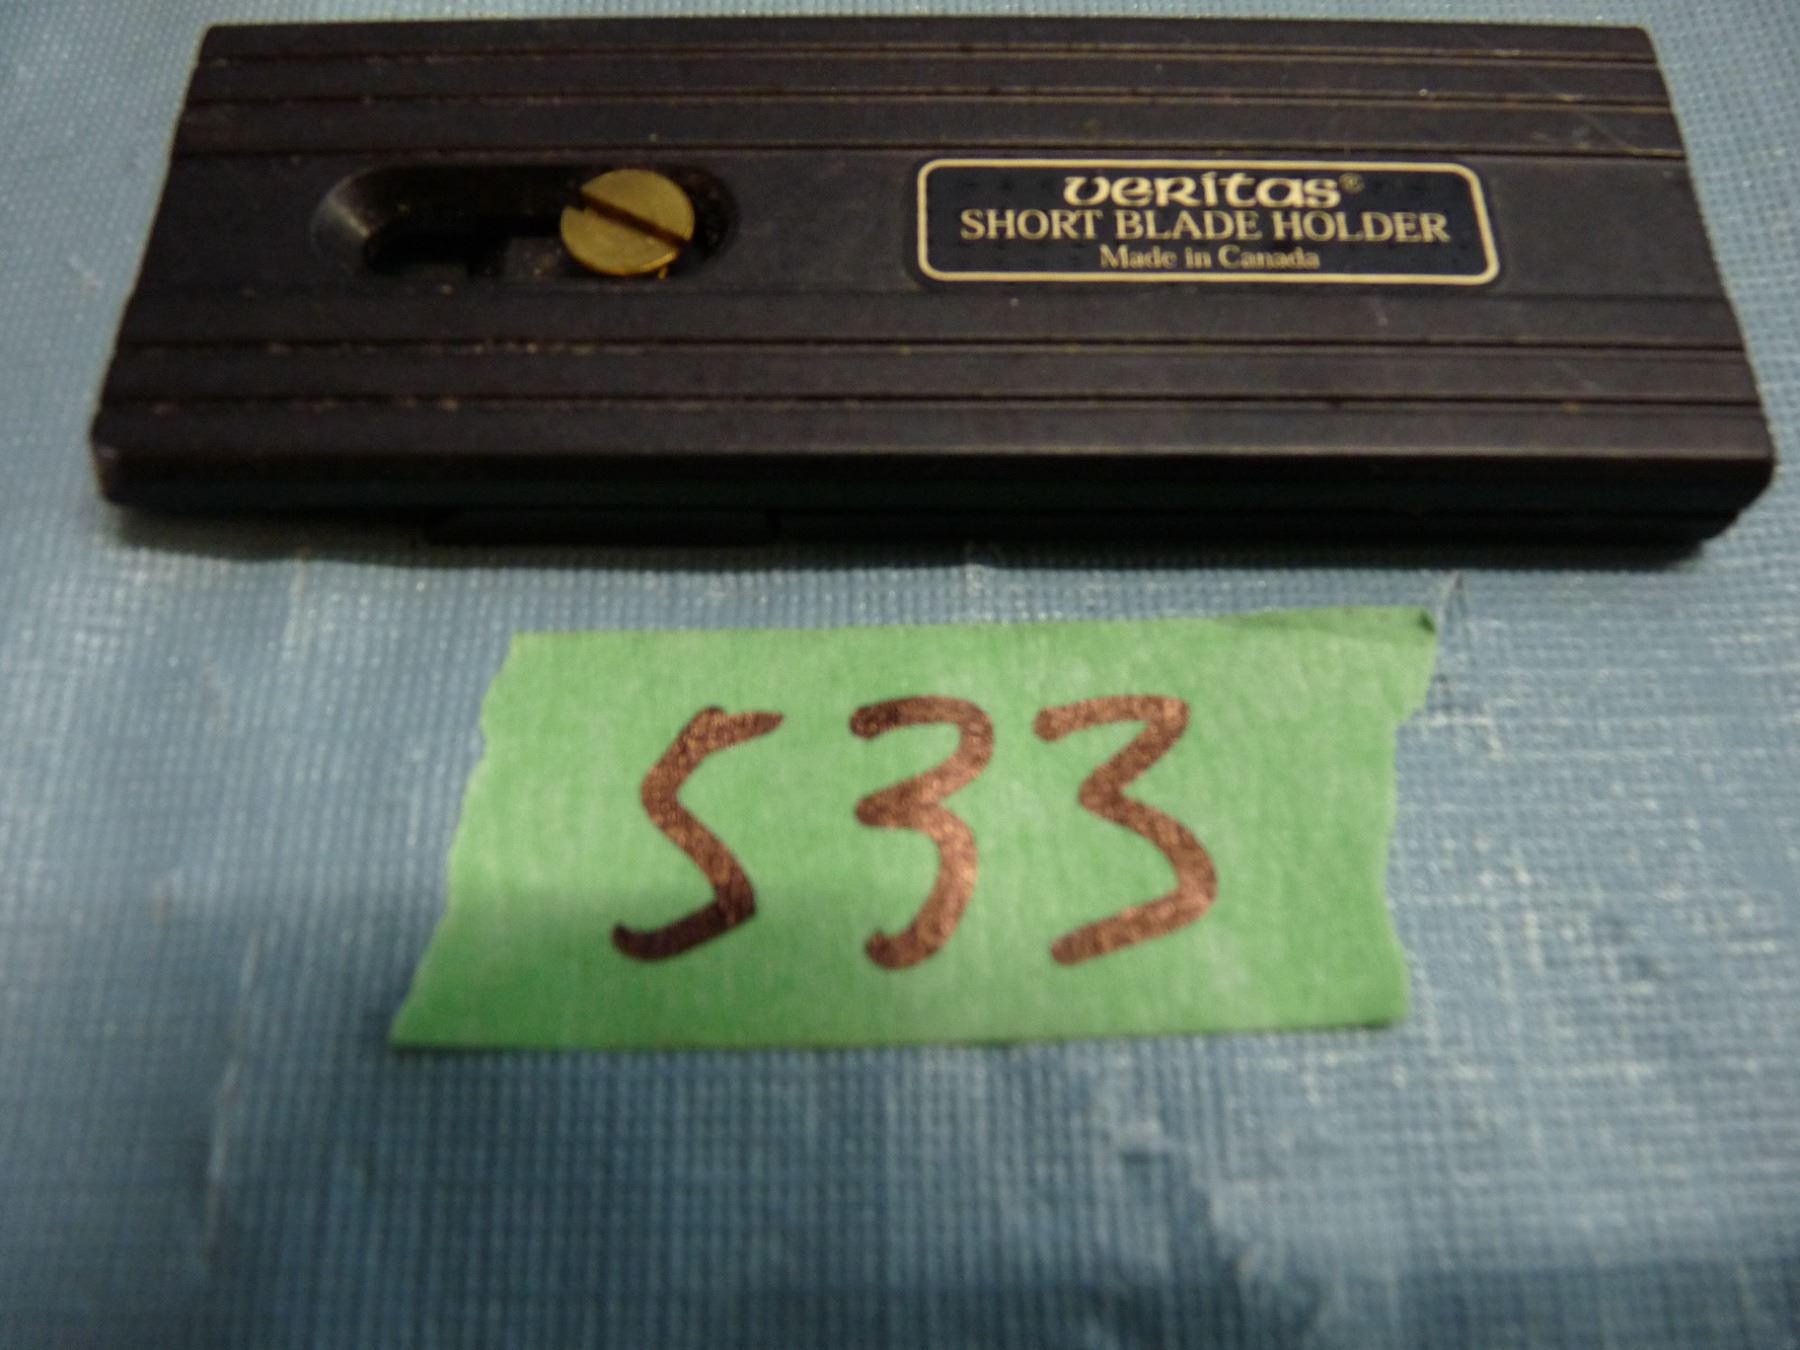 veritas®
SHORT BLADE HOLDER
Made in Canada
533